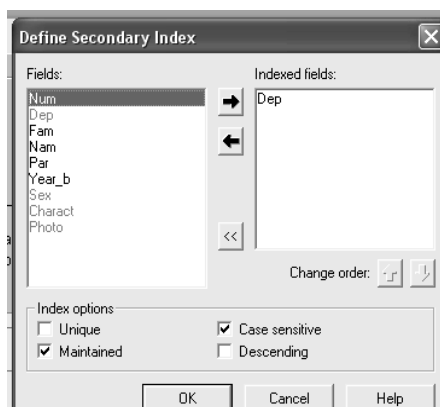 Define Secondary Index
Fields:
Num
Dep
Fam
Nam
Par
Year_b
Sex
Charact
Photo
<<
Indexed fields:
Dep
Change order:
Index options
Unique
Case sensitive
Maintained
Descending
OK
Cancel
Help